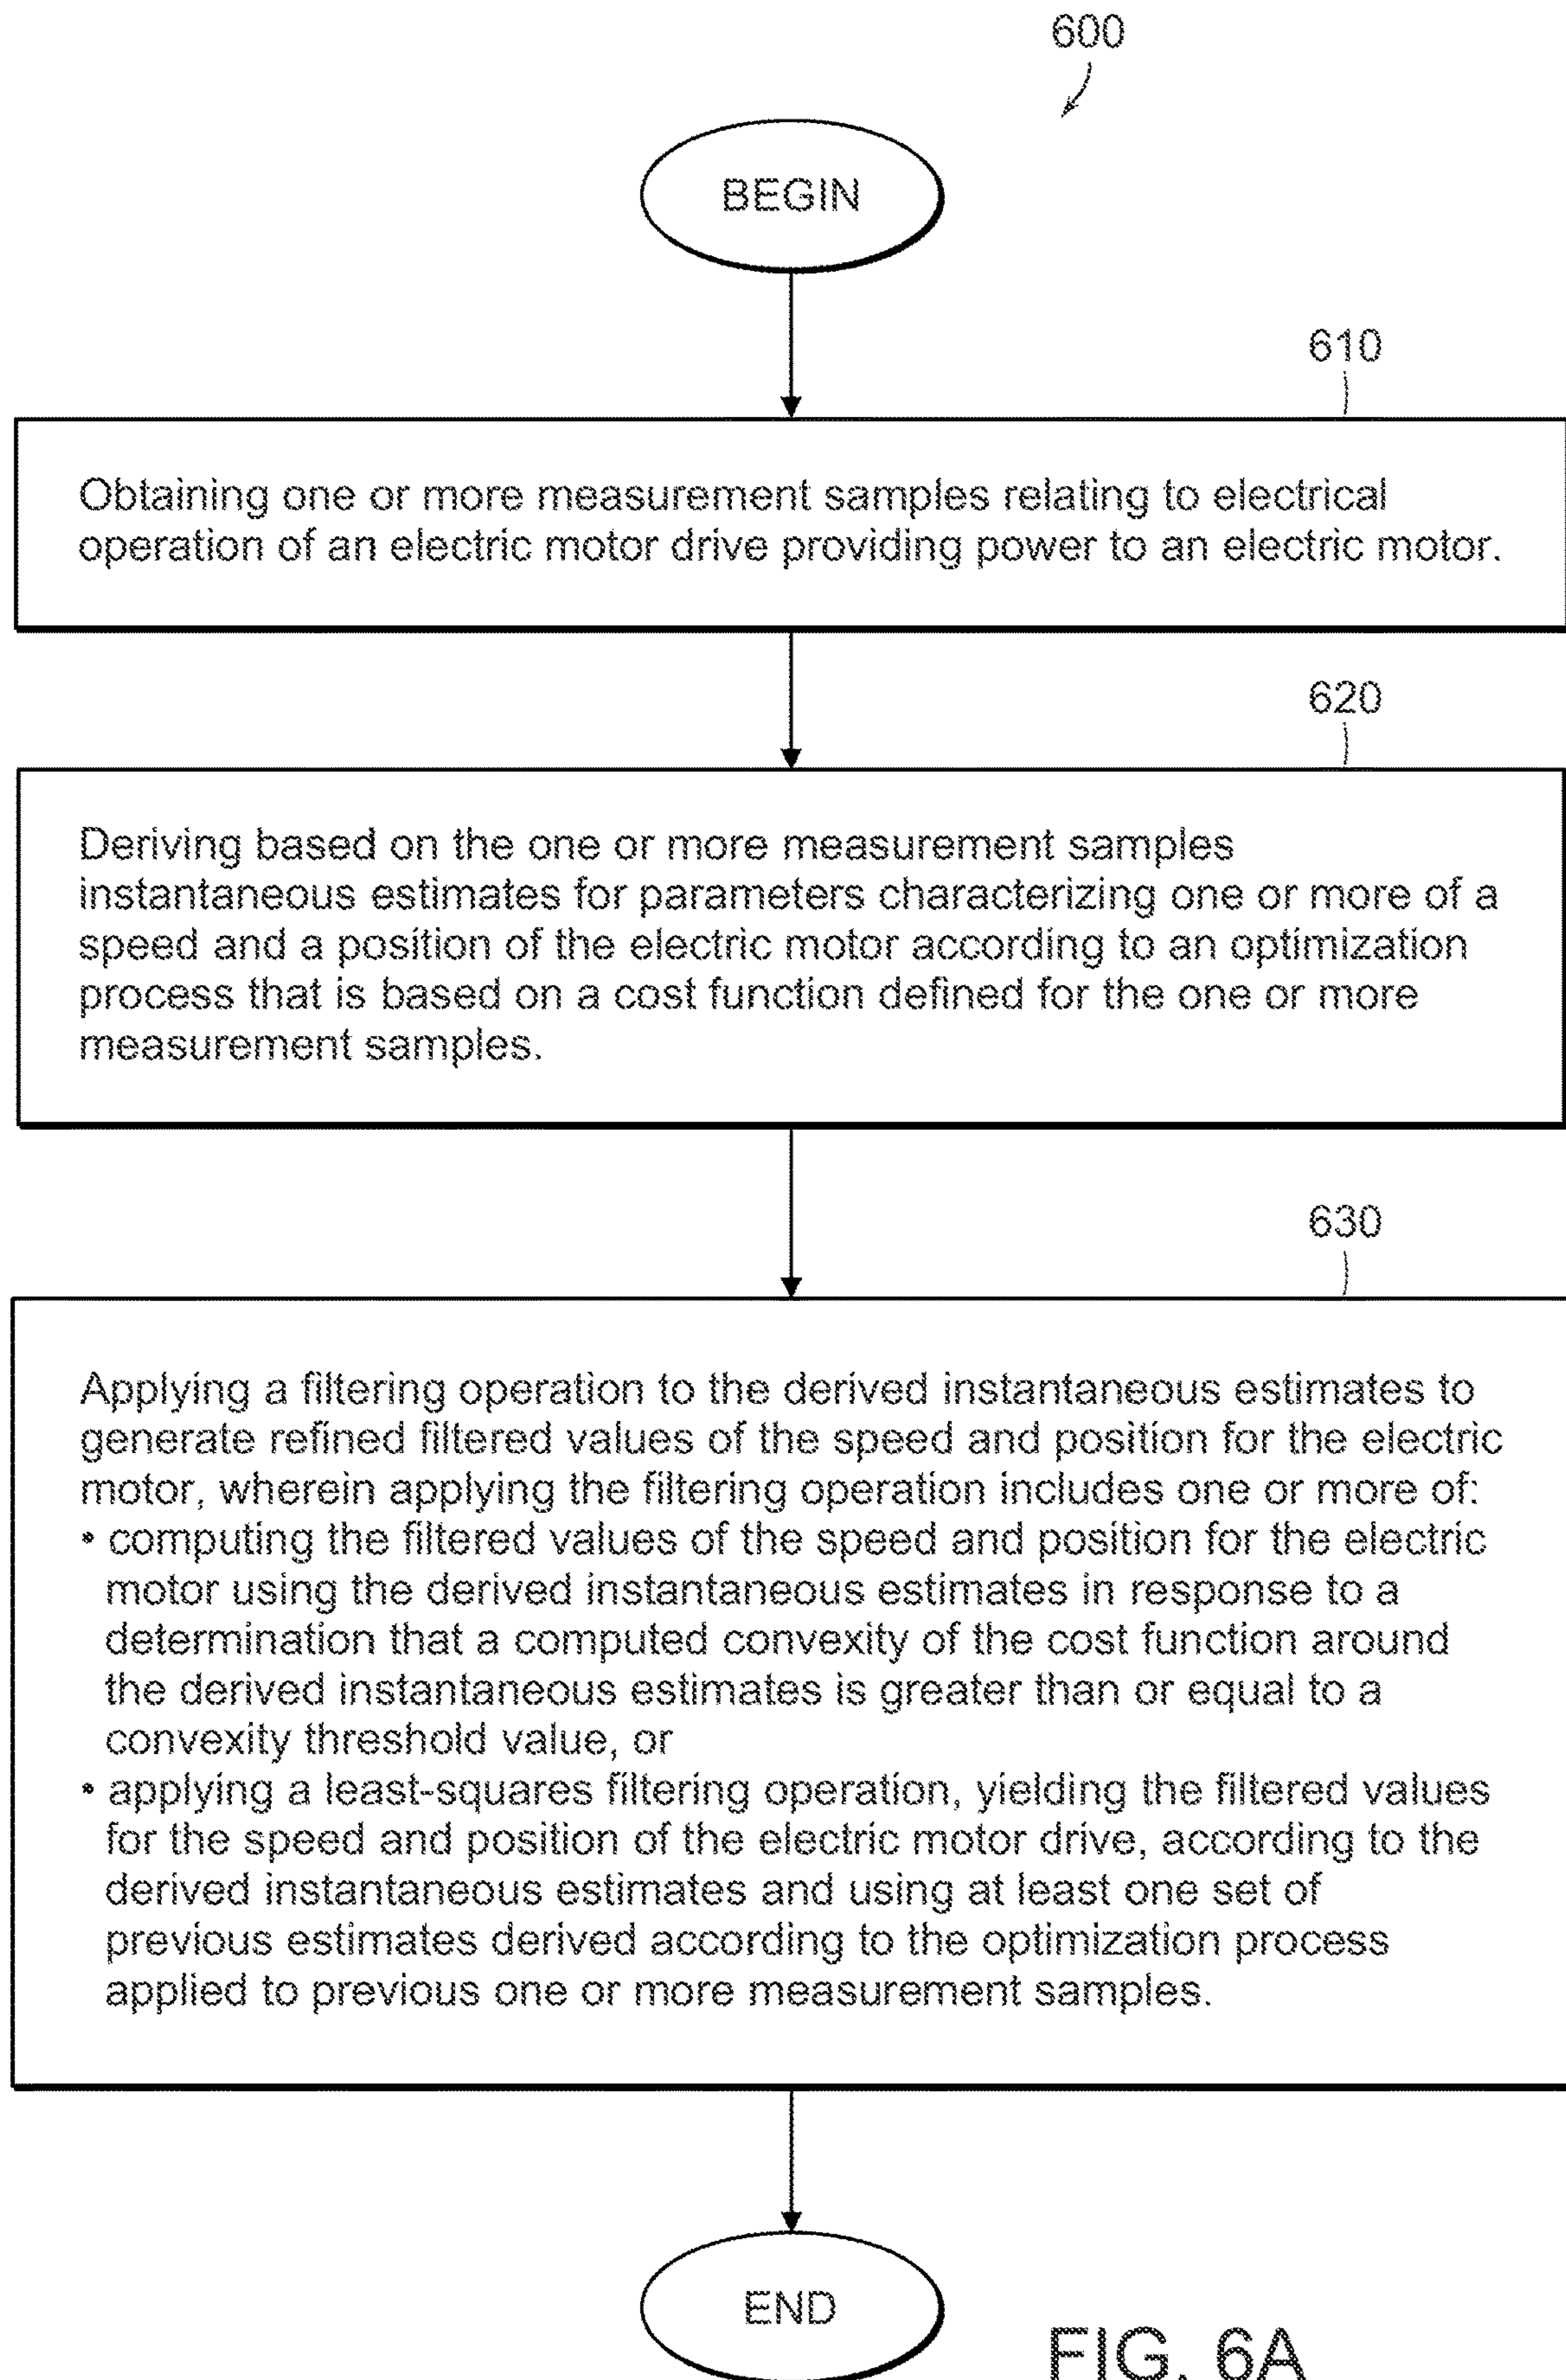 600
BEGIN
610
Obtaining one or more measurement samples relating to electrical
operation of an electric motor drive providing power to an electric motor.
620
Deriving based on the one or more measurement samples
instantaneous estimates for parameters characterizing one or more of a
speed and a position of the electric motor according to an optimization
process that is based on a cost function defined for the one or more
measurement samples.
630
Applying a filtering operation to the derived instantaneous estimates to
generate refined filtered values of the speed and position for the electric
motor, wherein applying the filtering operation includes one or more of:
• computing the filtered values of the speed and position for the electric
motor using the derived instantaneous estimates in response to a
determination that a computed convexity of the cost function around
the derived instantaneous estimates is greater than or equal to a
convexity threshold value, or
• applying a least-squares filtering operation, yielding the filtered values
for the speed and position of the electric motor drive, according to the
derived instantaneous estimates and using at least one set of
previous estimates derived according to the optimization process
applied to previous one or more measurement samples.
END
FIG. 6A